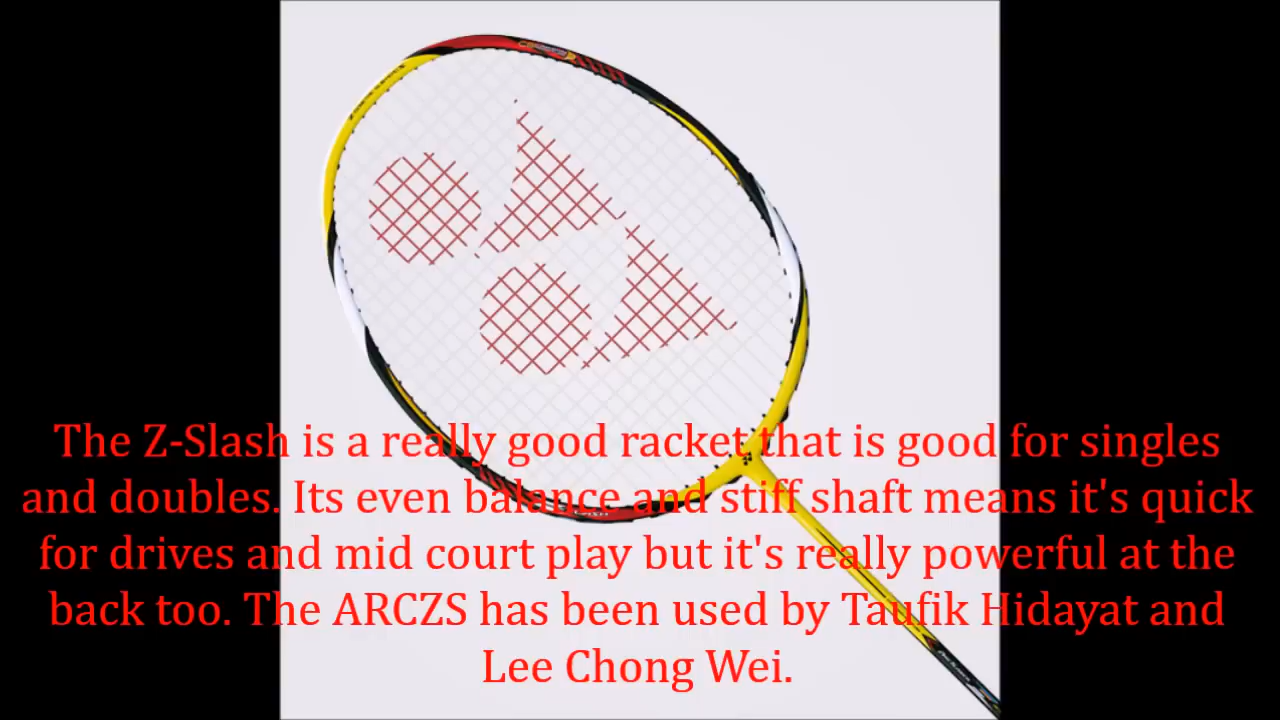 The Z-Slash is a really good racket that is good for singles
and doubles. Its even balance and stiff shaft means it's quick
for drives and mid court play but it's really powerful at the
back too. The ARCZS has been used by Taufik Hidayat and
Lee Chong Wei.